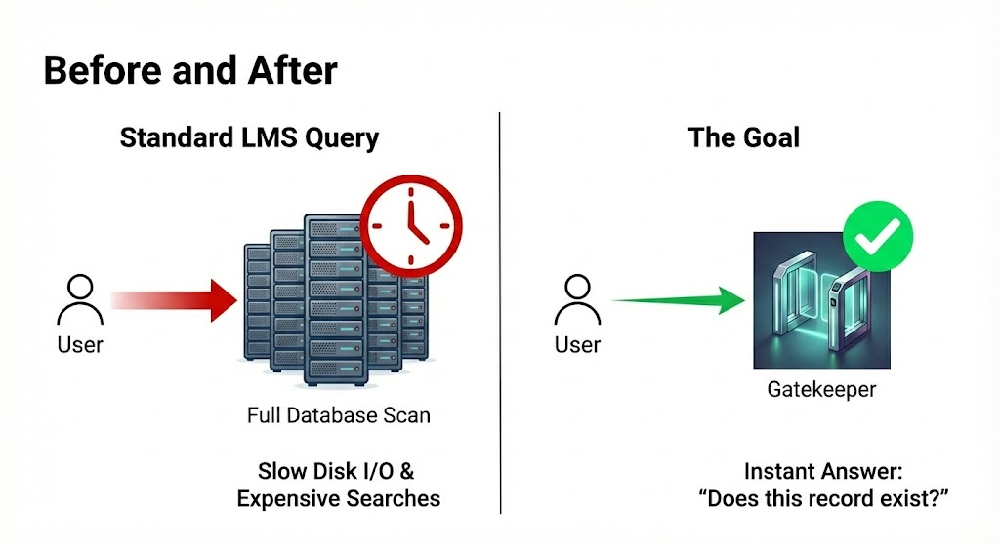 Before and After
Standard LMS Query
User
Full Database Scan
Slow Disk I/O &
Expensive Searches
The Goal
User
Gatekeeper
Instant Answer:
“Does this record exist?”